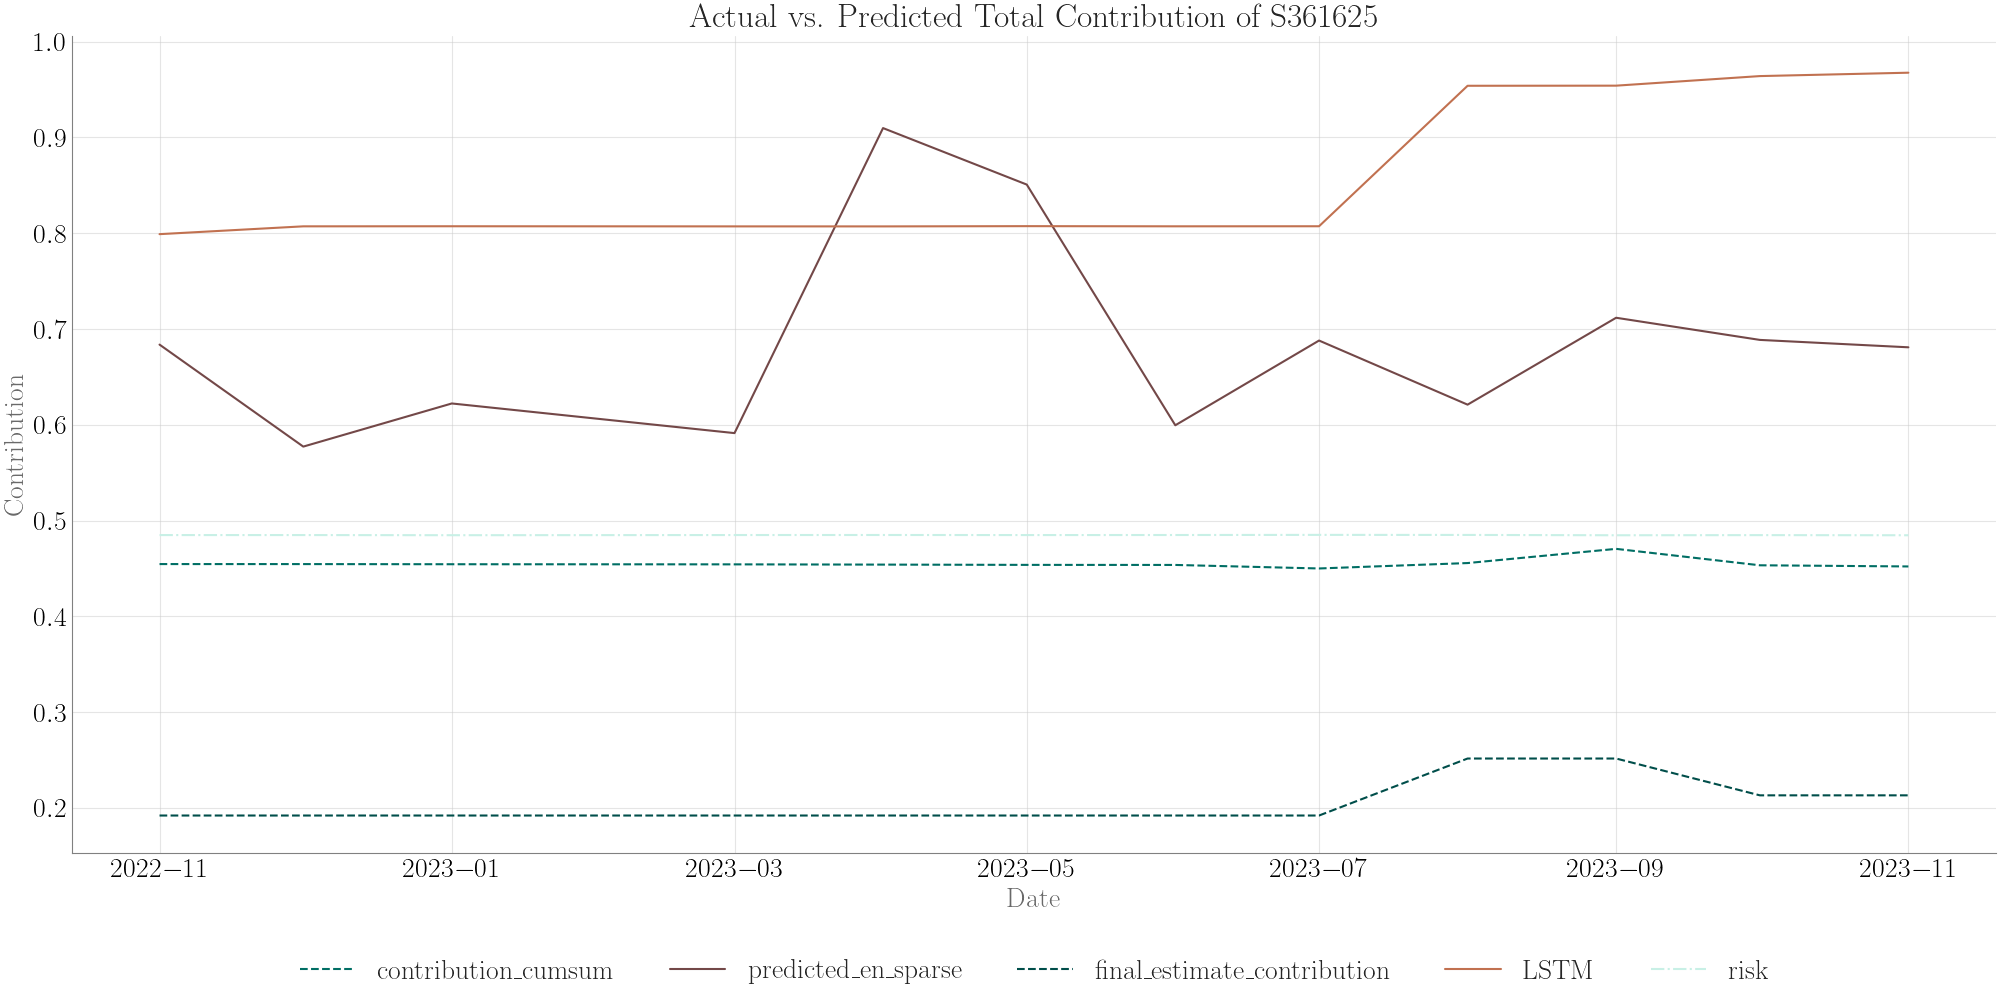 Actual vs. Predicted Total Contribution of S361625
1.0
0.9
0.8
0.7
0.6
0.5
0.4
0.3
0.2
Contribution
2022−11 2023−01 2023−03 2023−05 2023−07 2023−09 2023−11
Date
contribution_cumsum predicted_en_sparse final_estimate_contribution LSTM risk